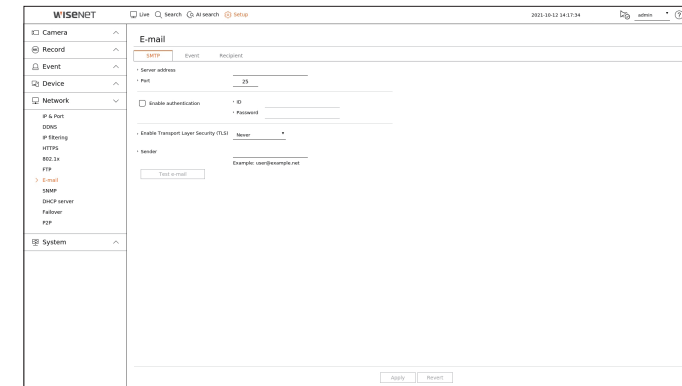 WISENET
Live Search AI search Setup 2021-10-12 14:17:34 admin
Camera
Record
Event
Device
Network
IP & Port
DDNS
IP filtering
HTTPS
802.1x
FTP
E-mail
SNMP
DHCP server
Failover
P2P
System
E-mail
SMTP Event Recipient
Server address
Port 25
Enable authentication ID
Password
Enable Transport Layer Security (TLS) Never
Sender
Example: user@example.net
Test e-mail
Apply Revert